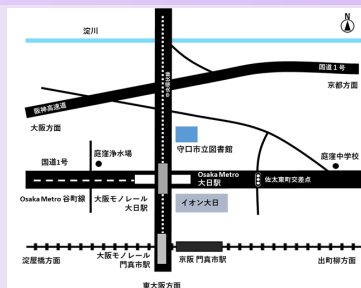 淀川
N
国道1号
京都方面
阪神高速道
大阪方面
守口市立図書館
国道1号
庭窪浄水場
庭窪中学校
Osaka Metro
大日駅
佐太東町交差点
Osaka Metro 谷町線
大阪モノレール
大日駅
イオン大日
淀屋橋方面
大阪モノレール
門真市駅
京阪 門真市駅
出町柳方面
東大阪方面